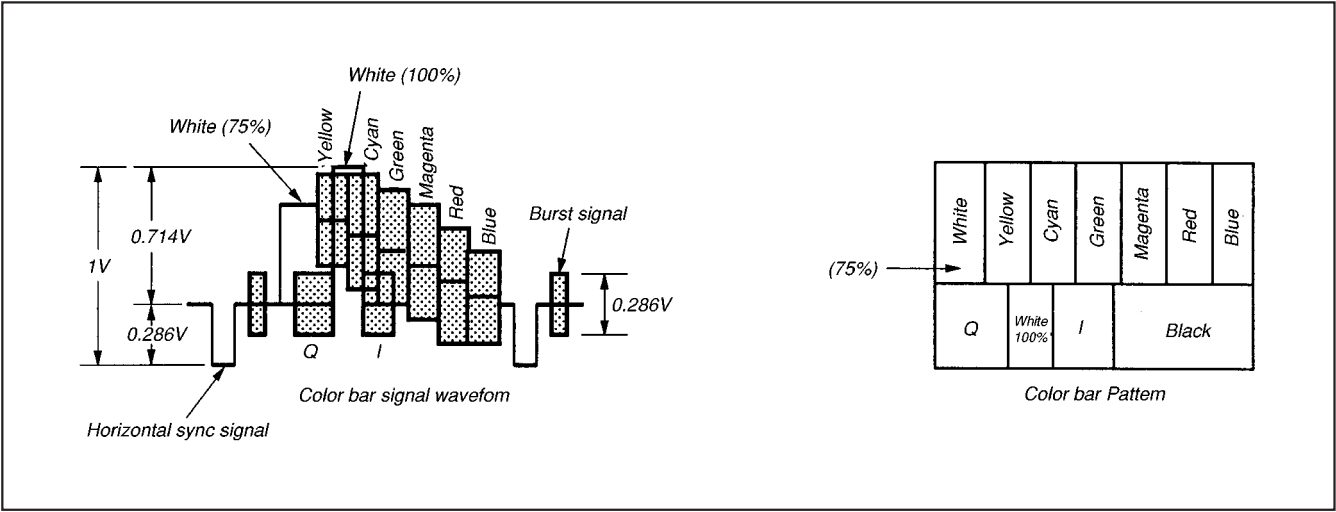 White (100%)
White (75%)
Yellow
Cyan
Green
Magenta
Red
Blue
Burst signal
0.714V
1V
0.286V
0.286V
Q
I
Color bar signal wavefom
Horizontal sync signal
White
Yellow
Cyan
Green
Magenta
Red
Blue
(75%)
Q
White
100%
I
Black
Color bar Pattem